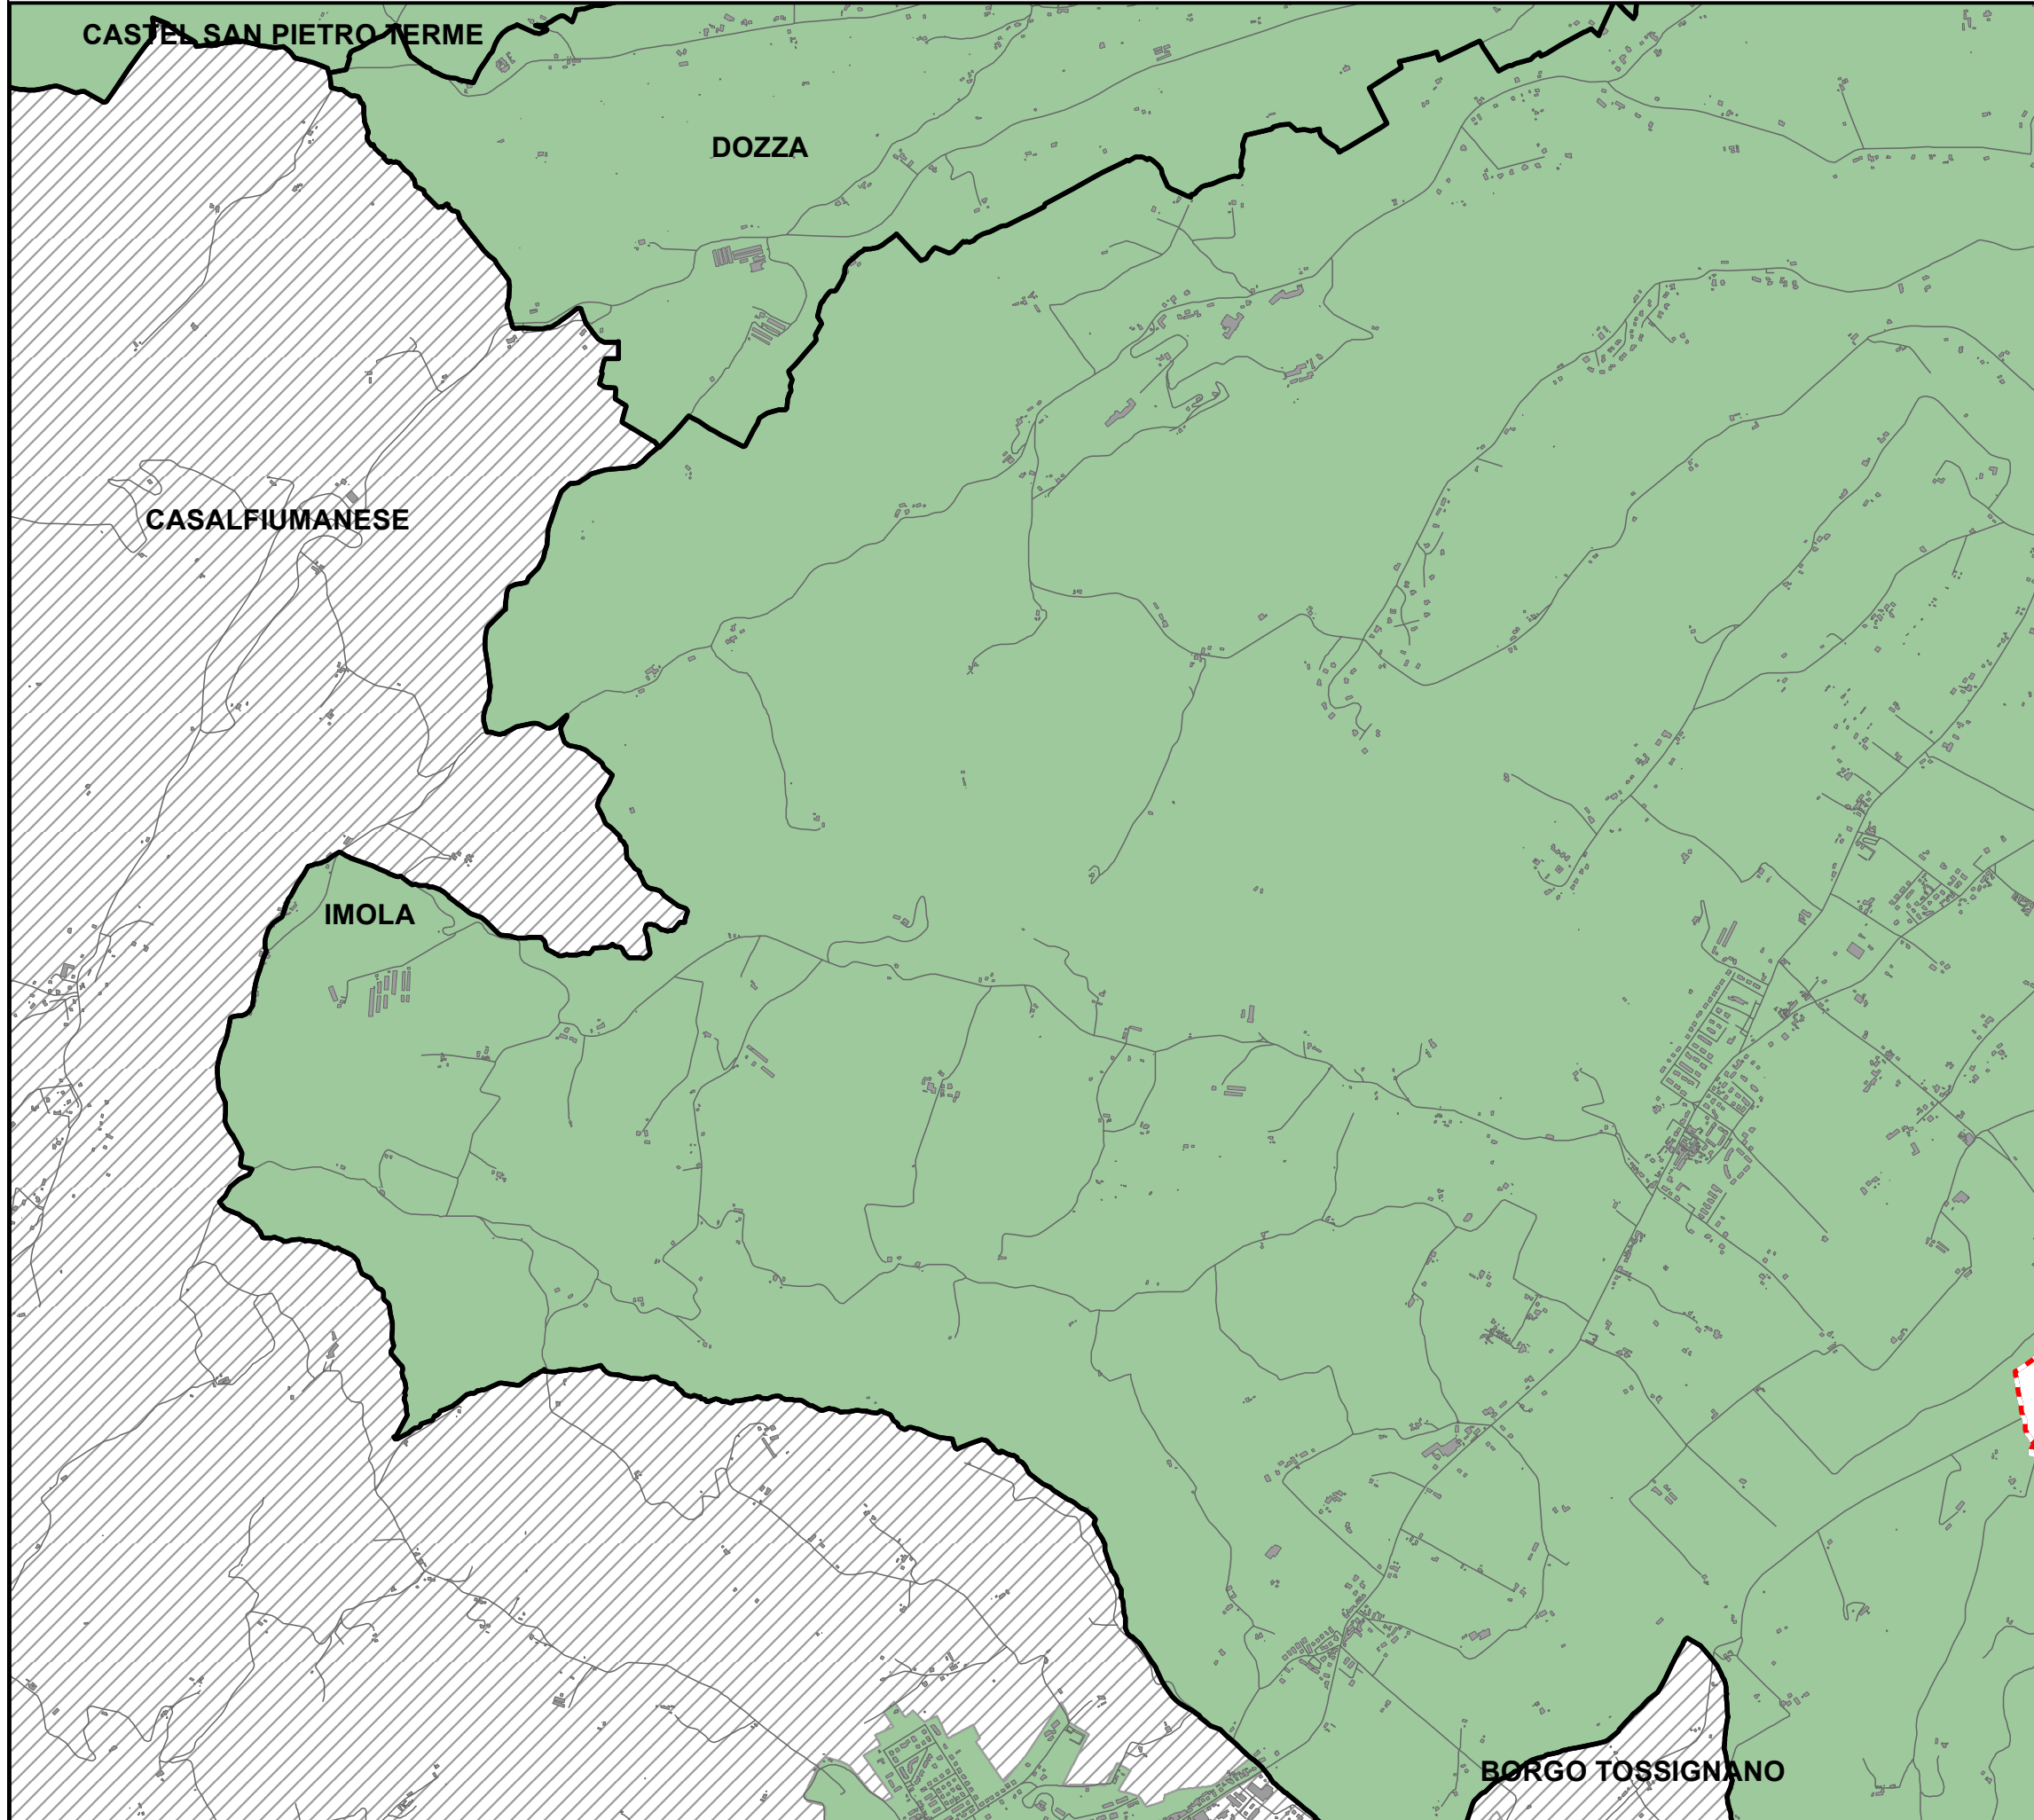 CASTEL SAN PIETRO TERME
DOZZA
CASALFIUMANESE
IMOLA
BORGO TOSSIGNANO